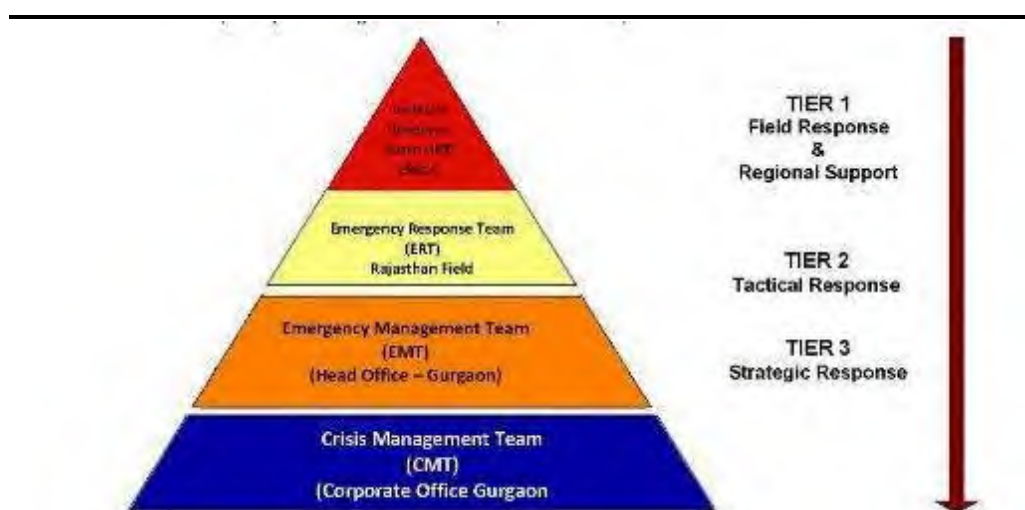 Emergency Response Team
(ERT)
Rajasthan Field
Emergency Management Team
(EMT)
(Head Office – Gurgaon)
Crisis Management Team
(CMT)
(Corporate Office Gurgaon
TIER 1
Field Response
&
Regional Support
TIER 2
Tactical Response
TIER 3
Strategic Response